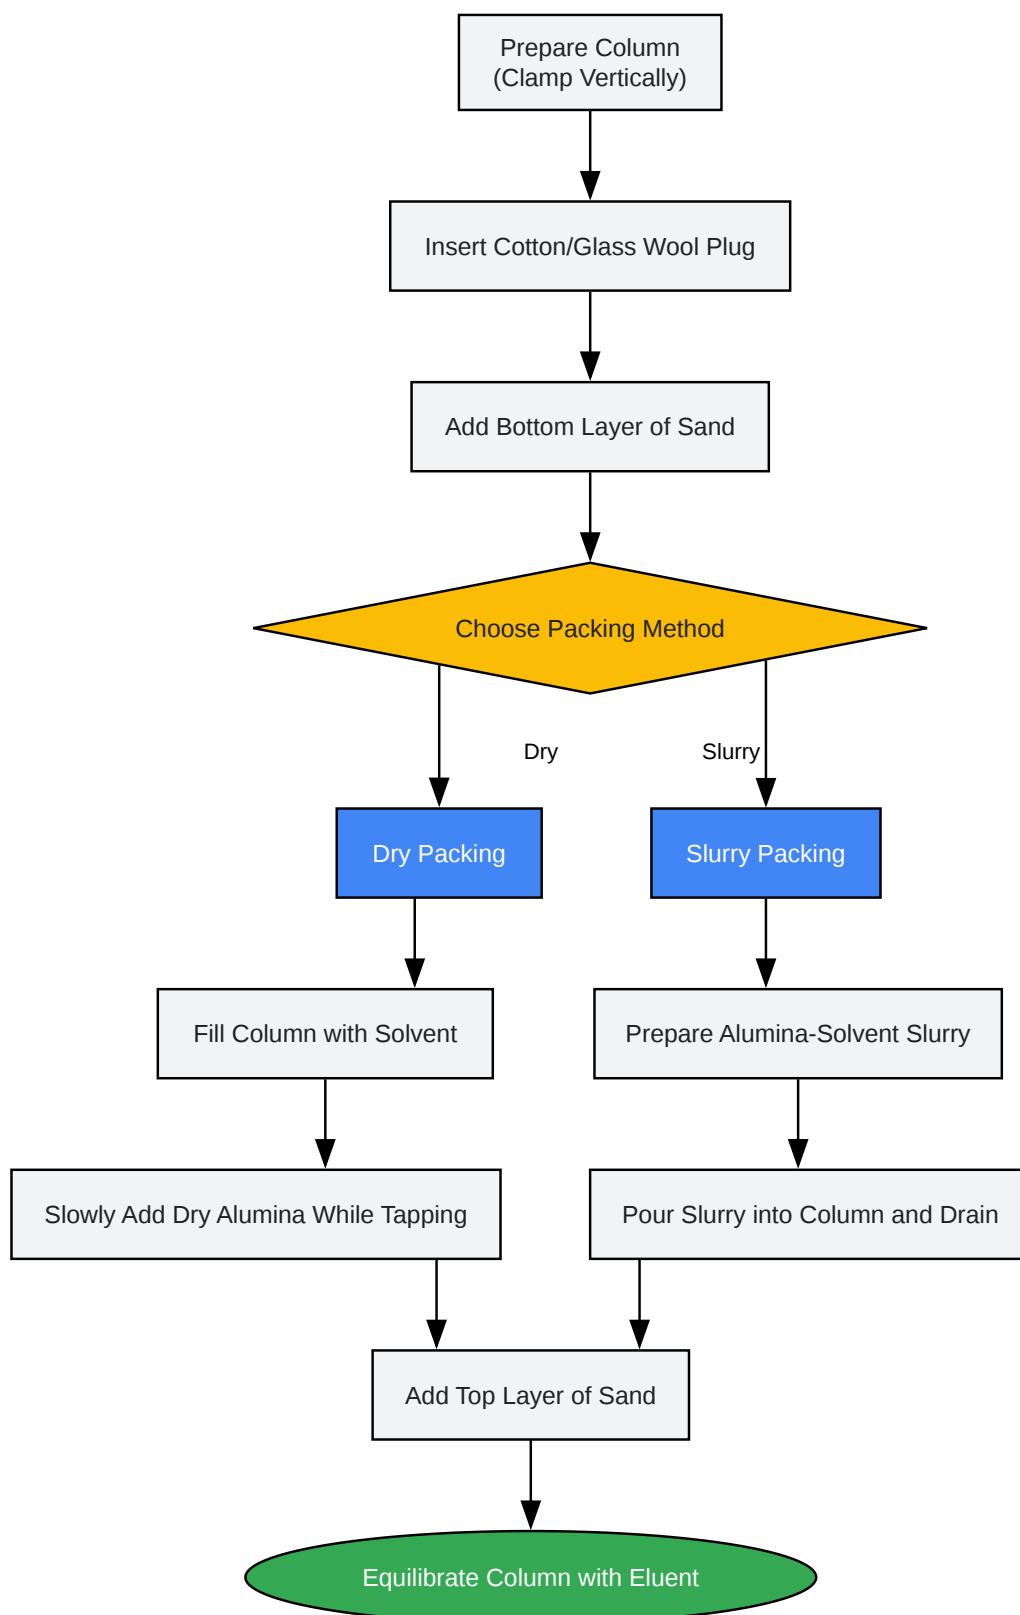 Prepare Column
(Clamp Vertically)
Insert Cotton/Glass Wool Plug
Add Bottom Layer of Sand
Choose Packing Method
Dry
Slurry
Dry Packing
Slurry Packing
Fill Column with Solvent
Prepare Alumina-Solvent Slurry
Slowly Add Dry Alumina While Tapping
Pour Slurry into Column and Drain
Add Top Layer of Sand
Equilibrate Column with Eluent